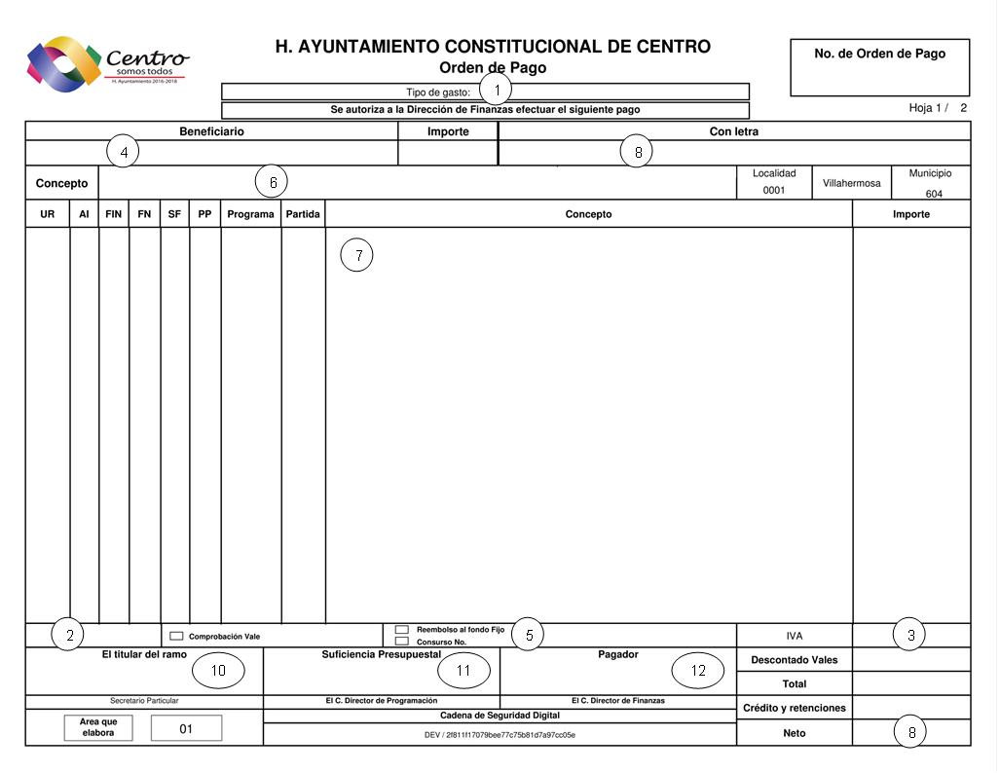 Centro
somos todos
H. Ayuntamiento 2016-2018
H. AYUNTAMIENTO CONSTITUCIONAL DE CENTRO
Orden de Pago
No. de Orden de Pago
Tipo de gasto: 1
Se autoriza a la Dirección de Finanzas efectuar el siguiente pago
Hoja 1 / 2
Beneficiario Importe Con letra
4 8
Concepto 6 Localidad 0001 Villahermosa Municipio 604
UR AI FIN FN SF PP Programa Partida Concepto Importe
7
2 Comprobación Vale Reembolso al fondo Fijo 5 IVA 3
Consurso No.
El titular del ramo Suficiencia Presupuestal Pagador Descontado Vales
10 11 12
Total
Secretario Particular El C. Director de Programación El C. Director de Finanzas Crédito y retenciones
Cadena de Seguridad Digital
Area que elabora 01 DEV / 2f811f17079bee77c75b81d7a97cc05e Neto 8